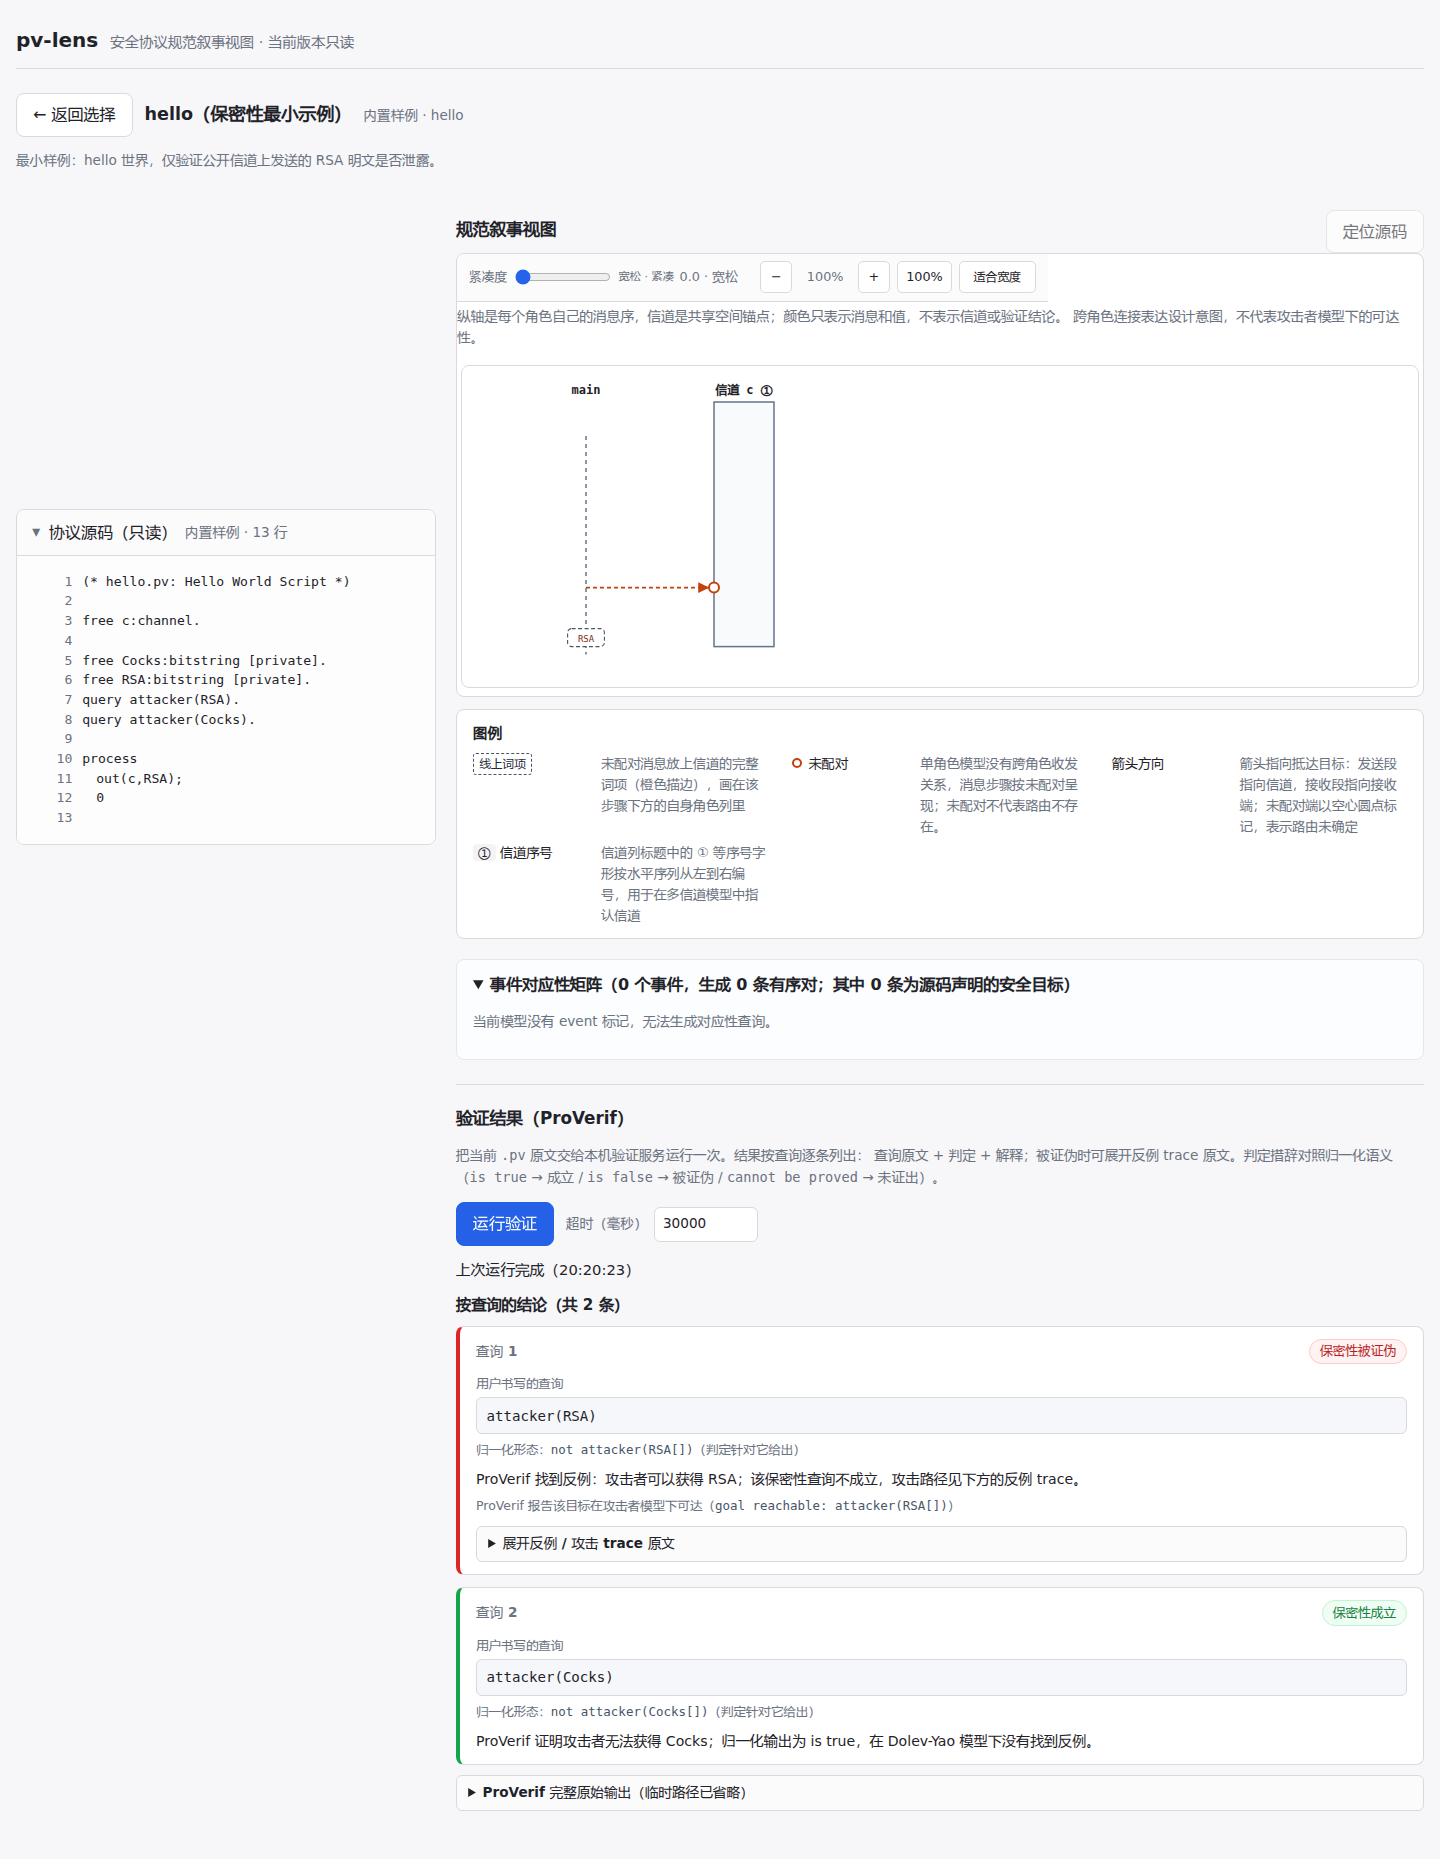 pv-lens 安全协议规范叙事视图 · 当前版本只读
← 返回选择 hello（保密性最小示例） 内置样例 · hello
最小样例：hello 世界，仅验证公开信道上发送的 RSA 明文是否泄露。
▼ 协议源码（只读） 内置样例 · 13 行
1 (* hello.pv: Hello World Script *)
2
3 free c:channel.
4
5 free Cocks:bitstring [private].
6 free RSA:bitstring [private].
7 query attacker(RSA).
8 query attacker(Cocks).
9
10 process
11 out(c,RSA);
12 0
13
规范叙事视图 定位源码
紧凑度 宽松 · 紧凑 0.0 · 宽松 − 100% + 100% 适合宽度
纵轴是每个角色自己的消息序，信道是共享空间锚点；颜色只表示消息和值，不表示信道或验证结论。 跨角色连接表达设计意图，不代表攻击者模型下的可达
性。
main 信道 c ①
RSA
图例
线上词项 未配对消息放上信道的完整
词项（橙色描边），画在该
步骤下方的自身角色列里
未配对 单角色模型没有跨角色收发
关系，消息步骤按未配对呈
现；未配对不代表路由不存
在。
箭头方向 箭头指向抵达目标：发送段
指向信道，接收段指向接收
端；未配对端以空心圆点标
记，表示路由未确定
① 信道序号 信道列标题中的 ① 等序号字
形按水平序列从左到右编
号，用于在多信道模型中指
认信道
▼ 事件对应性矩阵（0 个事件，生成 0 条有序对；其中 0 条为源码声明的安全目标）
当前模型没有 event 标记，无法生成对应性查询。
验证结果（ProVerif）
把当前 .pv 原文交给本机验证服务运行一次。结果按查询逐条列出： 查询原文 + 判定 + 解释；被证伪时可展开反例 trace 原文。判定措辞对照归一化语义
（is true → 成立 / is false → 被证伪 / cannot be proved → 未证出）。
运行验证 超时（毫秒） 30000
上次运行完成（20:20:23）
按查询的结论（共 2 条）
查询 1 保密性被证伪
用户书写的查询
attacker(RSA)
归一化形态：not attacker(RSA[])（判定针对它给出）
ProVerif 找到反例：攻击者可以获得 RSA；该保密性查询不成立，攻击路径见下方的反例 trace。
ProVerif 报告该目标在攻击者模型下可达（goal reachable: attacker(RSA[])）
▶ 展开反例 / 攻击 trace 原文
查询 2 保密性成立
用户书写的查询
attacker(Cocks)
归一化形态：not attacker(Cocks[])（判定针对它给出）
ProVerif 证明攻击者无法获得 Cocks；归一化输出为 is true，在 Dolev-Yao 模型下没有找到反例。
▶ ProVerif 完整原始输出（临时路径已省略）